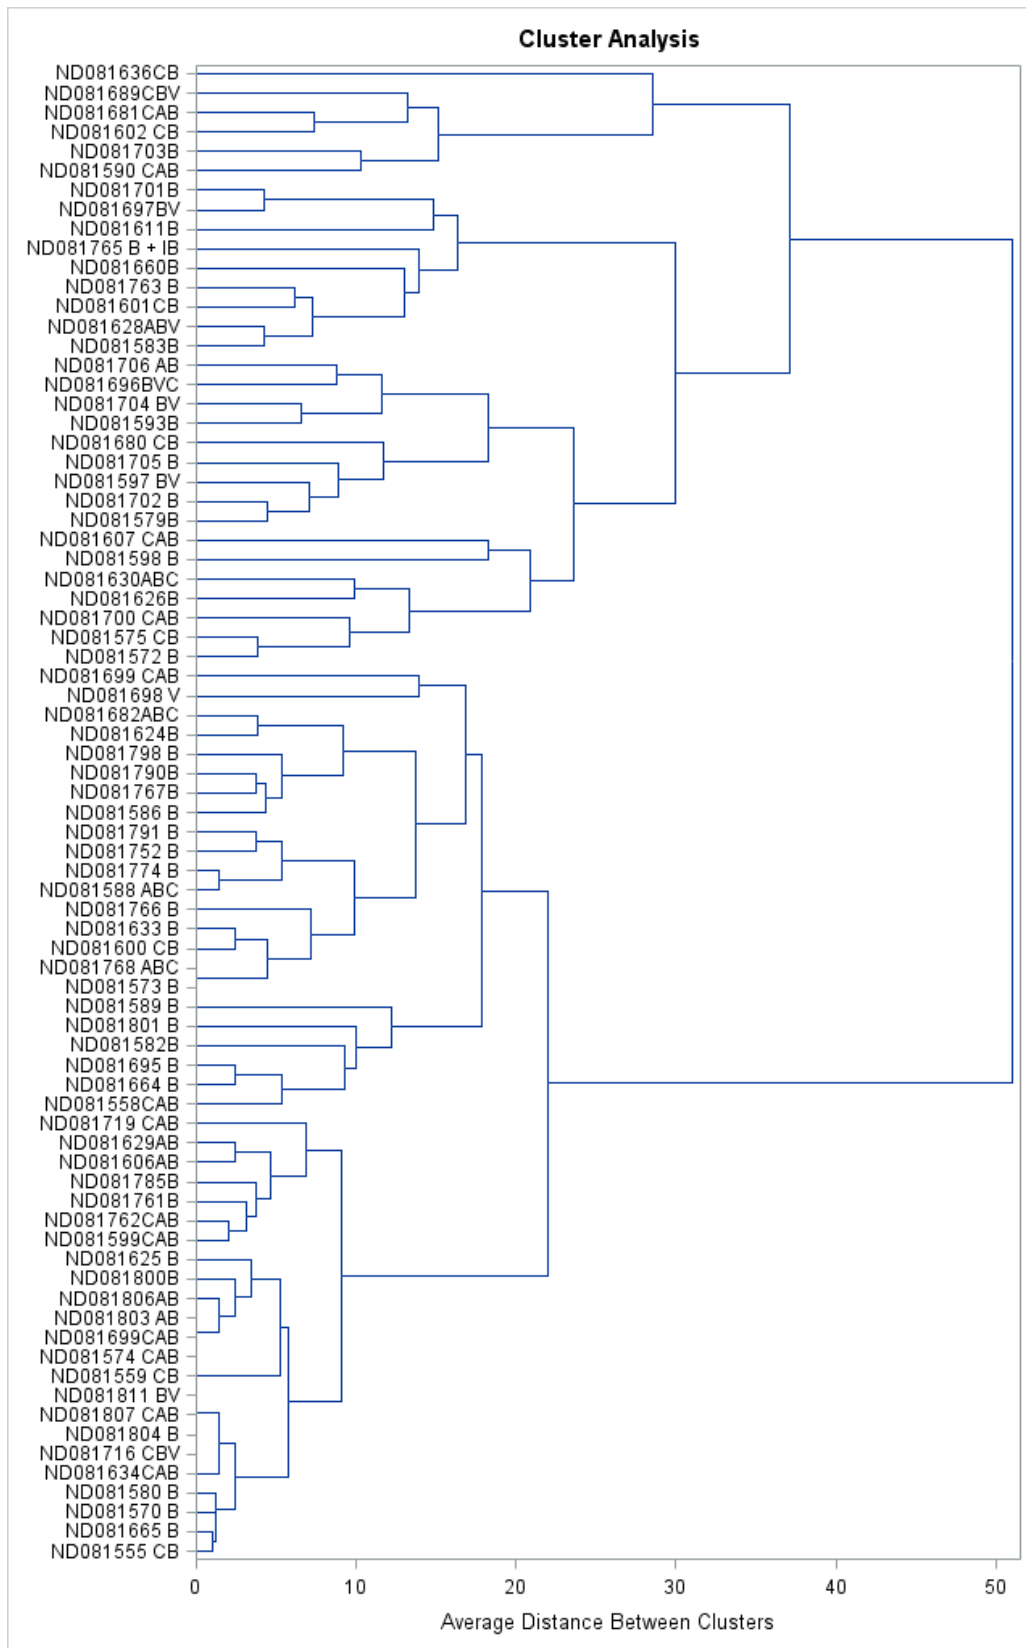 Cluster Analysis
ND081636CB
ND081689CBV
ND081681CAB
ND081602 CB
ND081703B
ND081590 CAB
ND081701B
ND081697BV
ND081611B
ND081765 B + IB
ND081660B
ND081763 B
ND081601CB
ND081628ABV
ND081583B
ND081706 AB
ND081696BVC
ND081704 BV
ND081593B
ND081680 CB
ND081705 B
ND081597 BV
ND081702 B
ND081579B
ND081607 CAB
ND081598 B
ND081630ABC
ND081626B
ND081700 CAB
ND081575 CB
ND081572 B
ND081699 CAB
ND081698 V
ND081682ABC
ND081624B
ND081798 B
ND081790B
ND081767B
ND081586 B
ND081791 B
ND081752 B
ND081774 B
ND081588 ABC
ND081766 B
ND081633 B
ND081600 CB
ND081768 ABC
ND081573 B
ND081589 B
ND081801 B
ND081582B
ND081695 B
ND081664 B
ND081558CAB
ND081719 CAB
ND081629AB
ND081606AB
ND081785B
ND081761B
ND081762CAB
ND081599CAB
ND081625 B
ND081800B
ND081806AB
ND081803 AB
ND081699CAB
ND081574 CAB
ND081559 CB
ND081811 BV
ND081807 CAB
ND081804 B
ND081716 CBV
ND081634CAB
ND081580 B
ND081570 B
ND081665 B
ND081555 CB
0 10 20 30 40 50
Average Distance Between Clusters